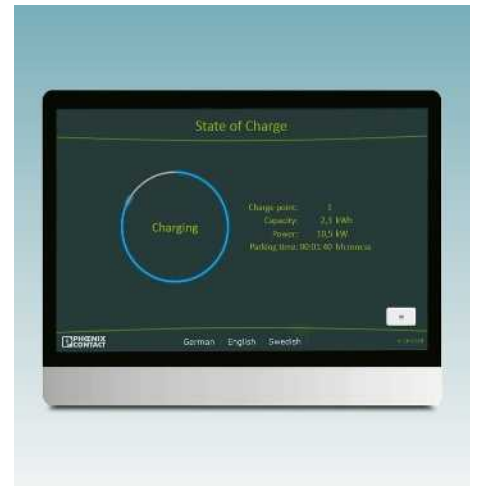 State of Charge
Charging
Charge point: 1
Capacity: 2,3 kWh
Power: 10,5 kW
Parking time: 00:01:40 hh:mm:ss
PHŒNIX
CONTACT
German English Swedish